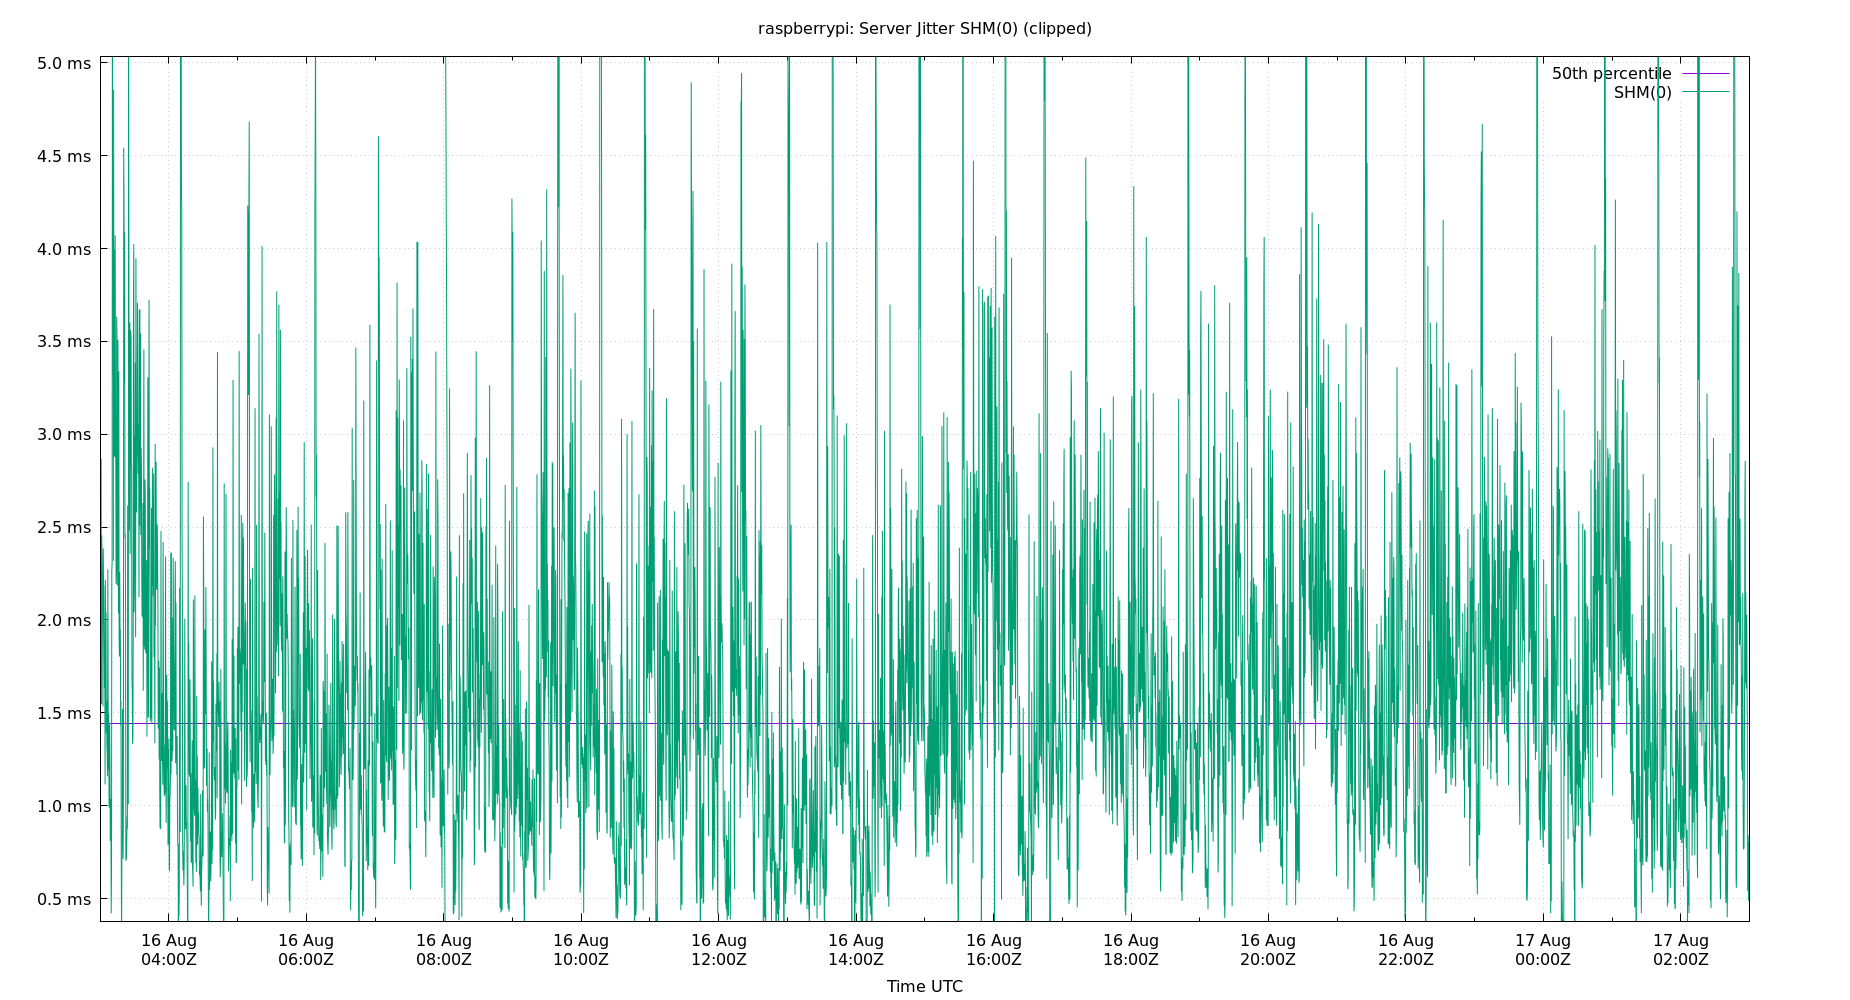 raspberrypi: Server Jitter SHM(0) (clipped)
50th percentile
SHM(0)
5.0 ms
4.5 ms
4.0 ms
3.5 ms
3.0 ms
2.5 ms
2.0 ms
1.5 ms
1.0 ms
0.5 ms
16 Aug 16 Aug 16 Aug 16 Aug 16 Aug 16 Aug 16 Aug 16 Aug 16 Aug 16 Aug 17 Aug 17 Aug
04:00Z 06:00Z 08:00Z 10:00Z 12:00Z 14:00Z 16:00Z 18:00Z 20:00Z 22:00Z 00:00Z 02:00Z
Time UTC